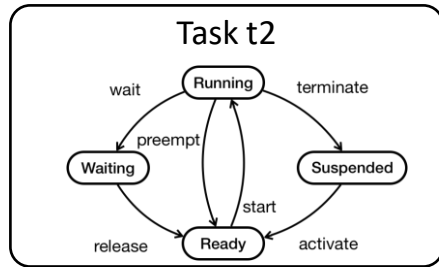 Task t2
Running
wait
terminate
preempt
Waiting
Suspended
start
release
Ready
activate